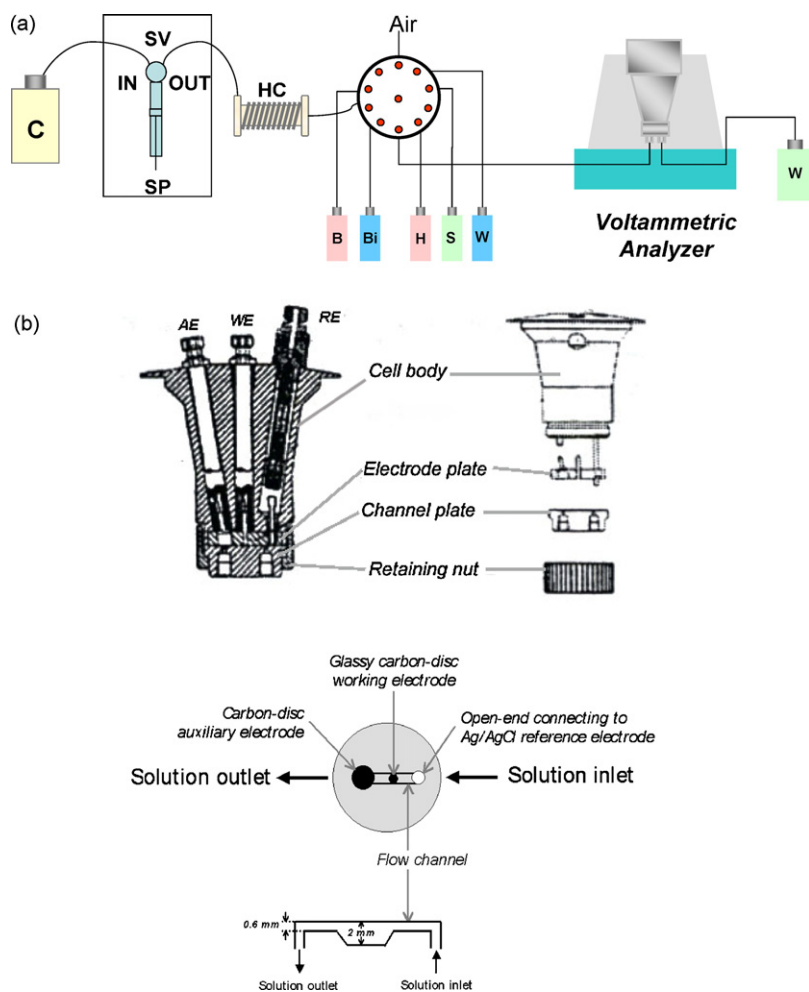 (a)
Air
SV
IN OUT
HC
C
SP
B
Bi
H
S
W
W
Voltammetric
Analyzer
(b)
AE
WE
RE
Cell body
Electrode plate
Channel plate
Retaining nut
Glassy carbon-disc
working electrode
Carbon-disc
auxiliary electrode
Open-end connecting to
Ag/AgCl reference electrode
Solution outlet
Solution inlet
Flow channel
0.6 mm
2 mm
Solution outlet
Solution inlet